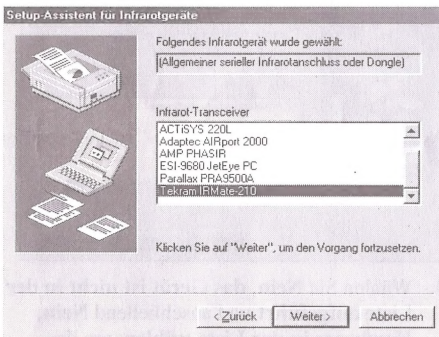 Setup-Assistent für Infrarotgeräte
Folgendes Infrarotgerät wurde gewählt:
(Allgemeiner serieller Infrarotanschluss oder Dongle)
Infrarot-Transceiver
ACTiSYS 220L
Adaptec AIRport 2000
AMP PHASIR
ESI-9680 JetEye PC
Parallax PRA9500A
Tekram IRMate-210
Klicken Sie auf "Weiter", um den Vorgang fortzusetzen.
< Zurück
Weiter >
Abbrechen